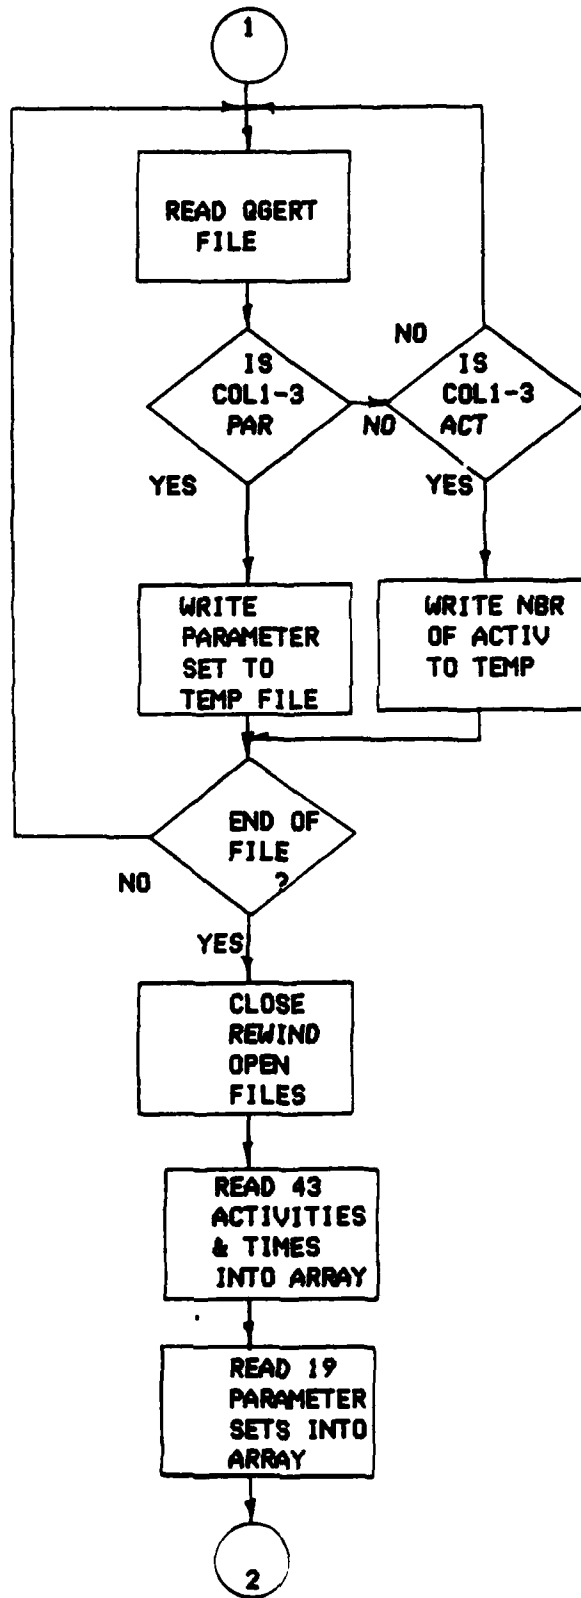 1
READ QGERT
FILE
IS
COL1-3
PAR
NO
YES
NO
IS
COL1-3
ACT
YES
WRITE
PARAMETER
SET TO
TEMP FILE
WRITE NBR
OF ACTIV
TO TEMP
END OF
FILE
?
NO
YES
CLOSE
REWIND
OPEN
FILES
READ 43
ACTIVITIES
& TIMES
INTO ARRAY
READ 19
PARAMETER
SETS INTO
ARRAY
2